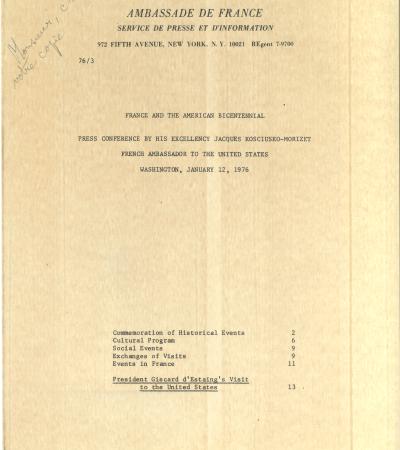 Monsieur, C
votre copie
AMBASSADE DE FRANCE
SERVICE DE PRESSE ET D'INFORMATION
972 FIFTH AVENUE, NEW YORK, N.Y. 10021 REgent 7-9700
76/3
FRANCE AND THE AMERICAN BICENTENNIAL
PRESS CONFERENCE BY HIS EXCELLENCY JACQUES KOSCIUSKO-MORIZET
FRENCH AMBASSADOR TO THE UNITED STATES
WASHINGTON, JANUARY 12, 1976
Commemoration of Historical Events 2
Cultural Program 6
Social Events 9
Exchanges of Visits 9
Events in France 11
President Giscard d'Estaing's Visit
to the United States 13